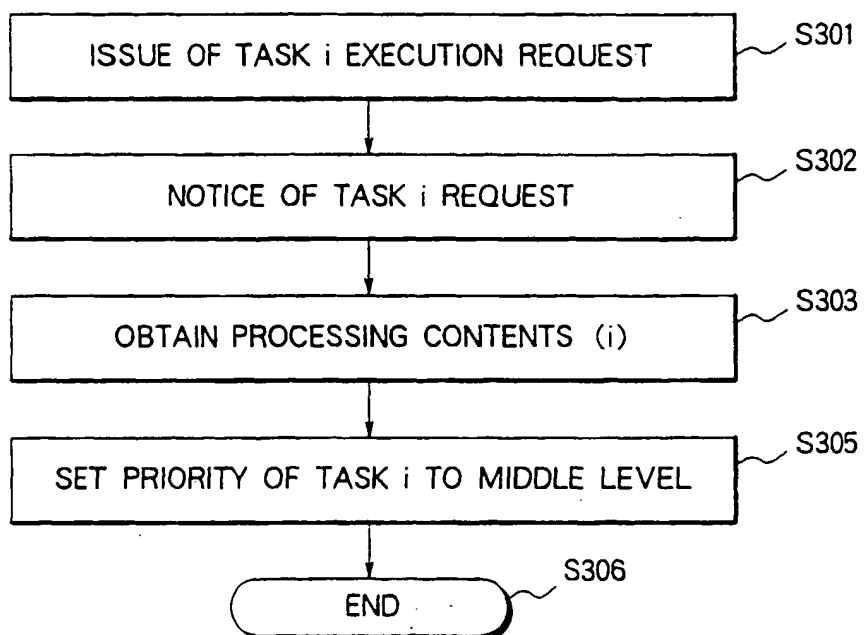 ISSUE OF TASK i EXECUTION REQUEST
S301
NOTICE OF TASK i REQUEST
S302
OBTAIN PROCESSING CONTENTS (i)
S303
SET PRIORITY OF TASK i TO MIDDLE LEVEL
S305
END
S306